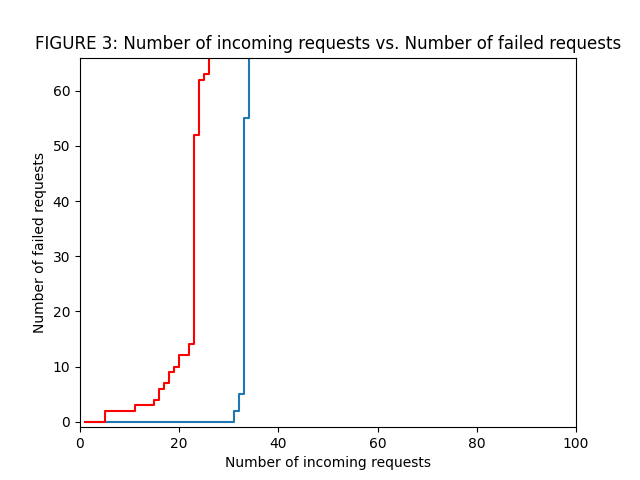 FIGURE 3: Number of incoming requests vs. Number of failed requests
Number of failed requests
60
50
40
30
20
10
0
0 20 40 60 80 100
Number of incoming requests